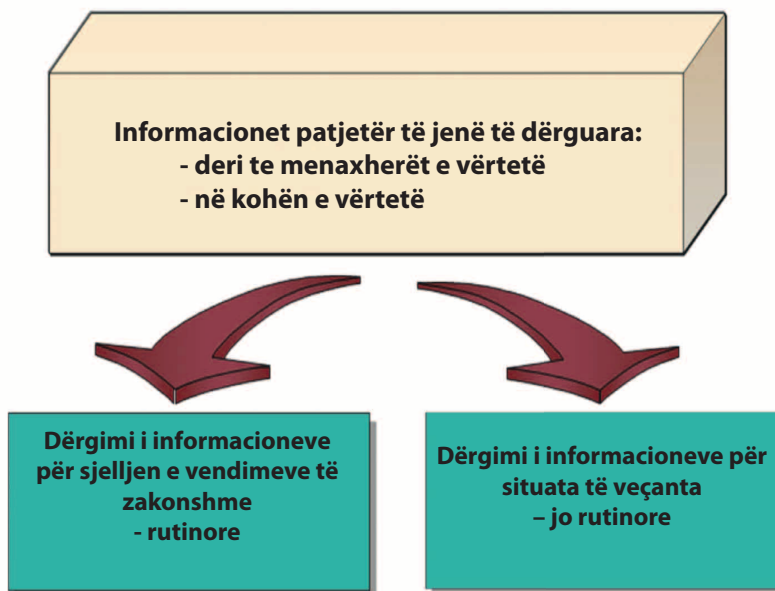 Informacionet patjetër të jenë të dërguara:
- deri te menaxherët e vërtetë
- në kohën e vërtetë
Dërgimi i informacioneve
për sjelljen e vendimeve të
zakonshme
- rutinore
Dërgimi i informacioneve për
situata të veçanta
– jo rutinore